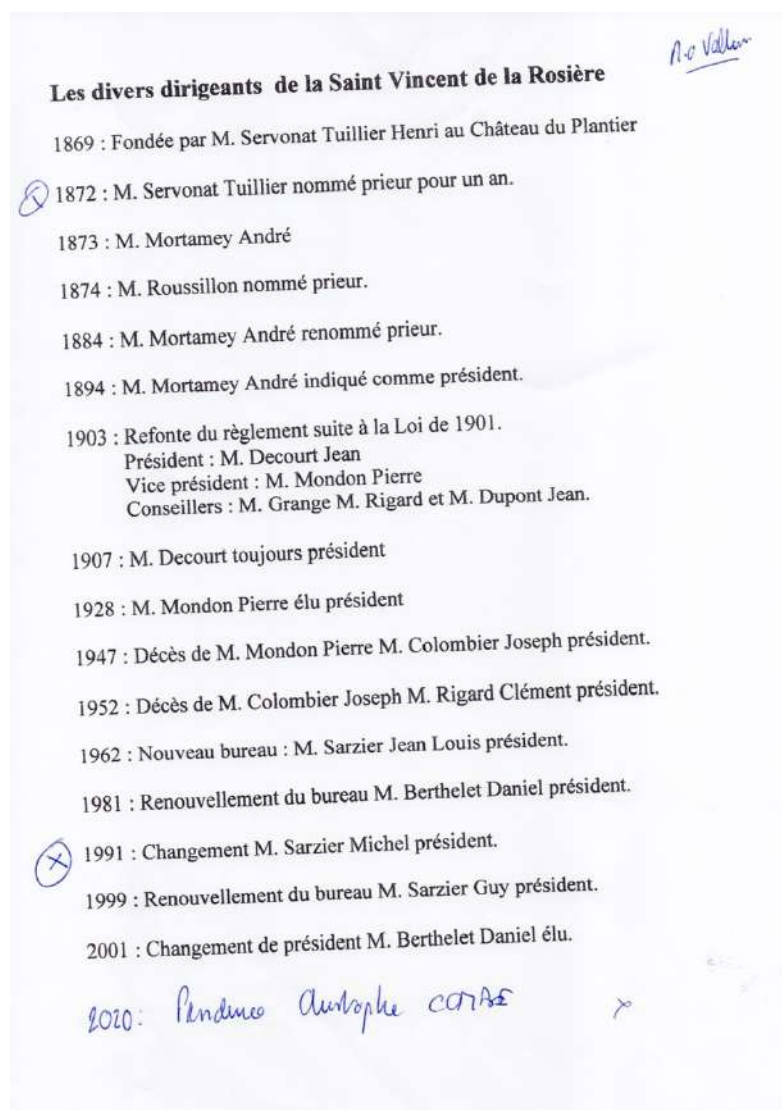 Les divers dirigeants de la Saint Vincent de la Rosière
1869 : Fondée par M. Servonat Tuillier Henri au Château du Plantier
1872 : M. Servonat Tuillier nommé prieur pour un an.
1873 : M. Mortamey André
1874 : M. Roussillon nommé prieur.
1884 : M. Mortamey André renommé prieur.
1894 : M. Mortamey André indiqué comme président.
1903 : Refonte du règlement suite à la Loi de 1901.
Président : M. Decourt Jean
Vice président : M. Mondon Pierre
Conseillers : M. Grange M. Rigard et M. Dupont Jean.
1907 : M. Decourt toujours président
1928 : M. Mondon Pierre élu président
1947 : Décès de M. Mondon Pierre M. Colombier Joseph président.
1952 : Décès de M. Colombier Joseph M. Rigard Clément président.
1962 : Nouveau bureau : M. Sarzier Jean Louis président.
1981 : Renouvellement du bureau M. Berthelet Daniel président.
1991 : Changement M. Sarzier Michel président.
1999 : Renouvellement du bureau M. Sarzier Guy président.
2001 : Changement de président M. Berthelet Daniel élu.
2020: